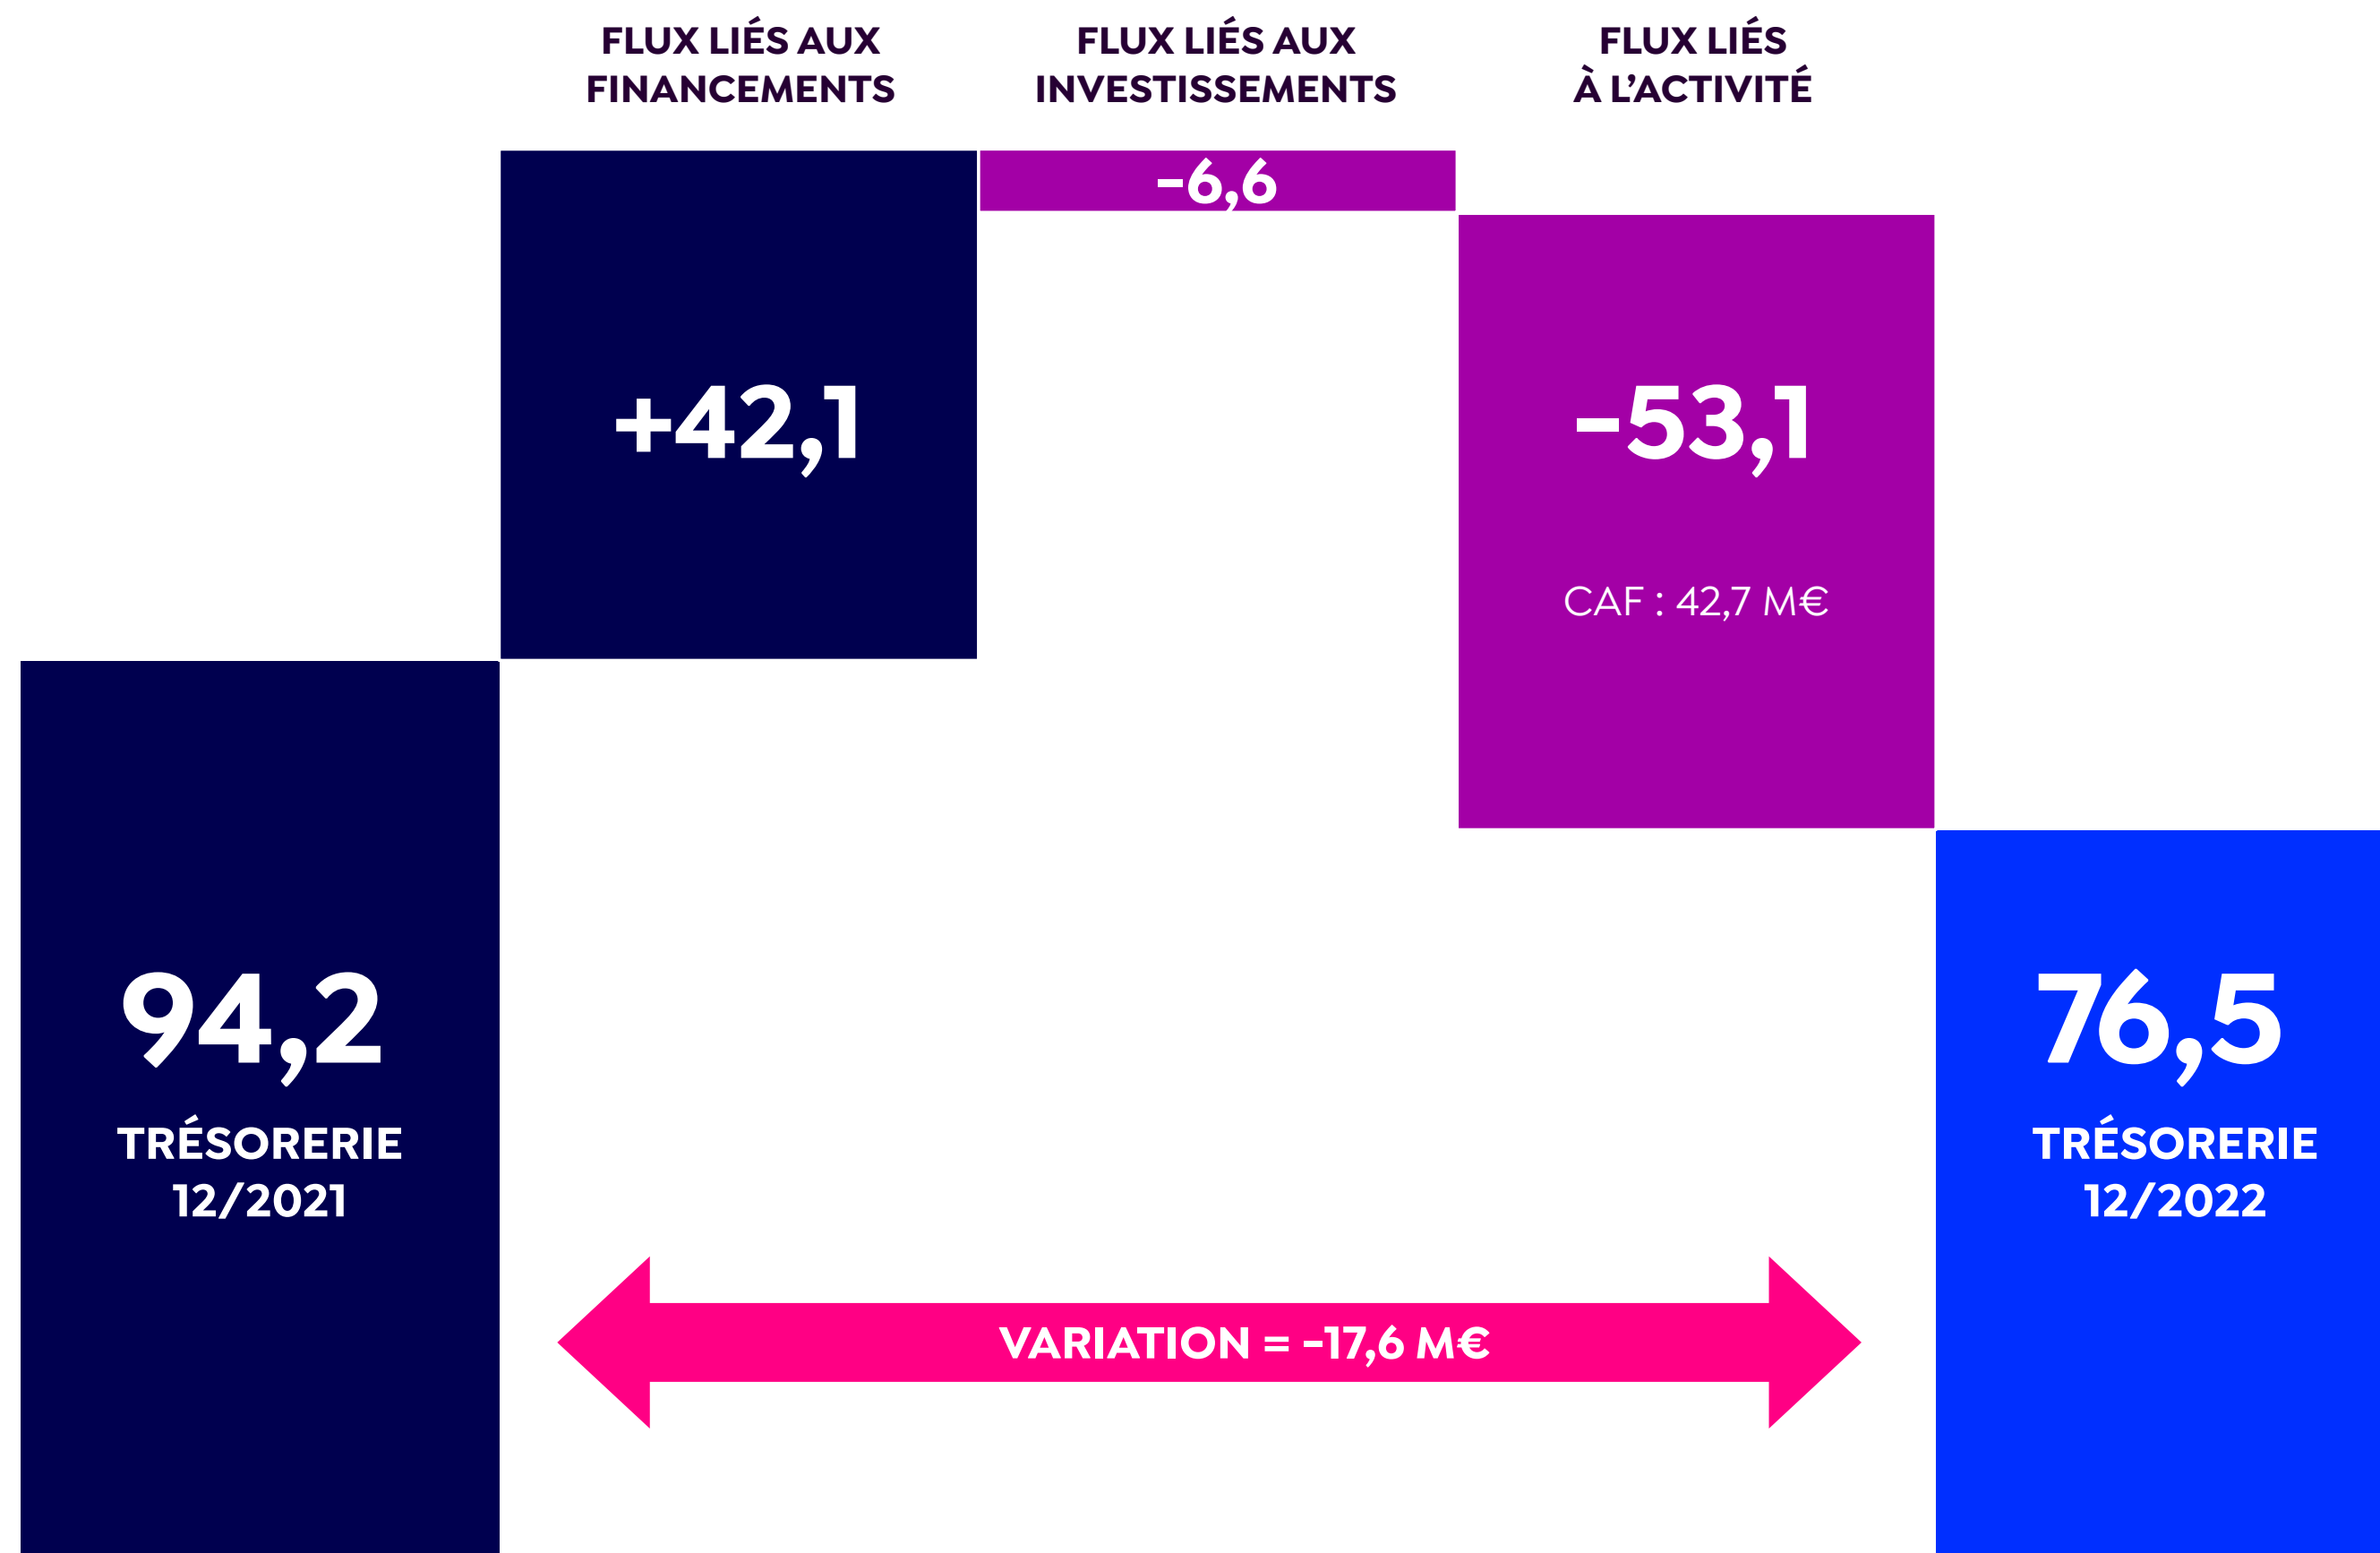 FLUX LIÉS AUX
FINANCEMENTS
FLUX LIÉS AUX
INVESTISSEMENTS
FLUX LIÉS
À L'ACTIVITÉ
-6,6
+42,1
-53,1
CAF : 42,7 M€
94,2
TRÉSORERIE
12/2021
76,5
TRÉSORERIE
12/2022
VARIATION = -17,6 M€